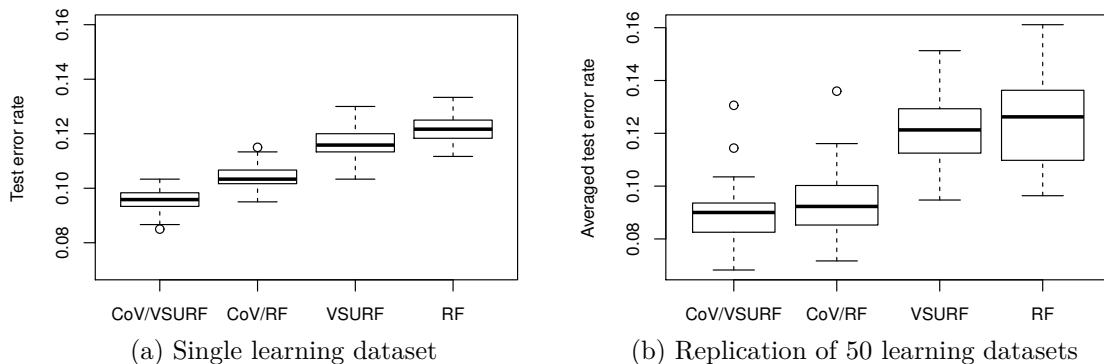 Test error rate
0.16
0.14
0.12
0.10
0.08
CoV/VSURF CoV/RF VSURF RF
(a) Single learning dataset
Averaged test error rate
0.16
0.14
0.12
0.10
0.08
CoV/VSURF CoV/RF VSURF RF
(b) Replication of 50 learning datasets